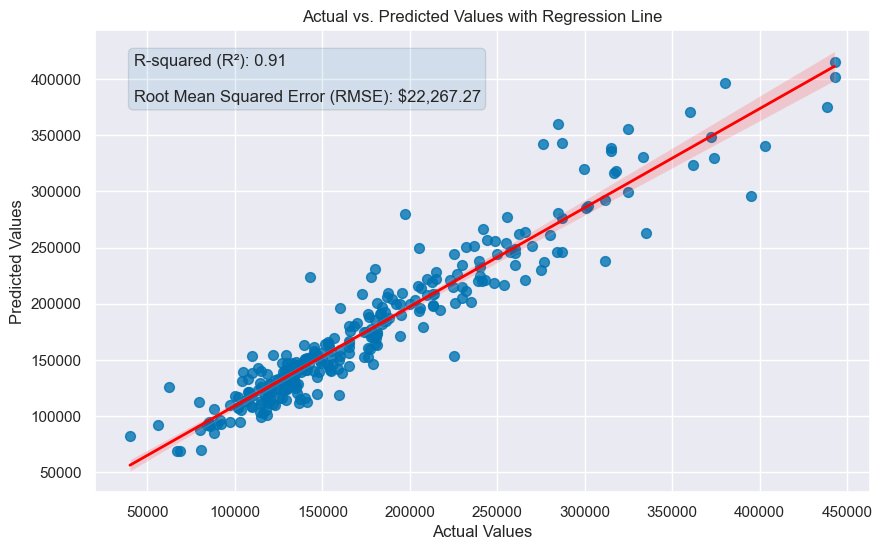 Actual vs. Predicted Values with Regression Line
R-squared (R²): 0.91
Root Mean Squared Error (RMSE): $22,267.27
Predicted Values
400000
350000
300000
250000
200000
150000
100000
50000
50000 100000 150000 200000 250000 300000 350000 400000 450000
Actual Values